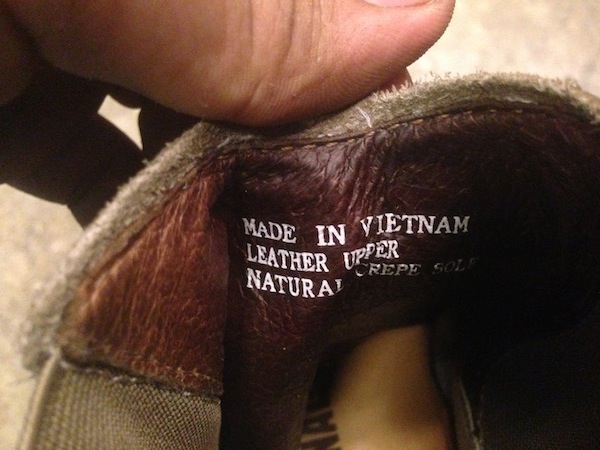 MADE IN VIETNAM
LEATHER UPPER
NATURAL CREPE SOLE